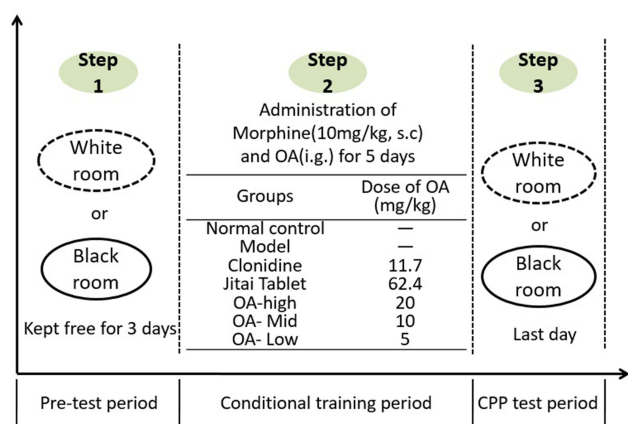 Step
1
White
room
or
Black
room
Kept free for 3 days
Step
2
Administration of
Morphine(10mg/kg, s.c)
and OA(i.g.) for 5 days
Groups Dose of OA
(mg/kg)
Normal control —
Model —
Clonidine 11.7
Jitai Tablet 62.4
OA-high 20
OA- Mid 10
OA- Low 5
Step
3
White
room
or
Black
room
Last day
Pre-test period
Conditional training period
CPP test period